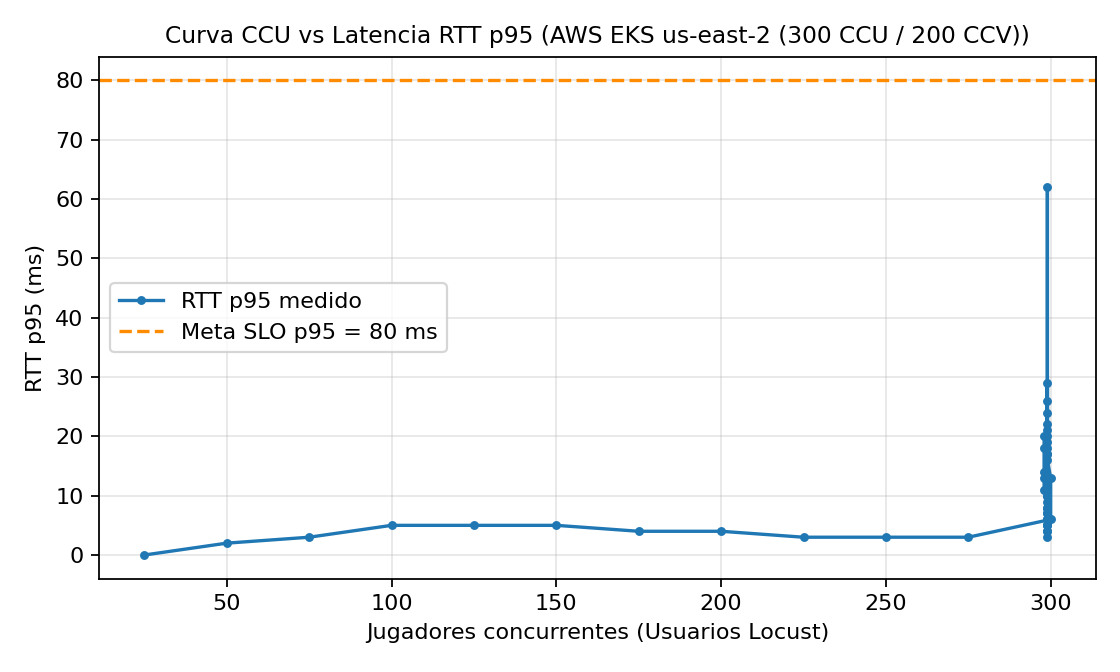 Curva CCU vs Latencia RTT p95 (AWS EKS us-east-2 (300 CCU / 200 CCV))
RTT p95 (ms)
80
70
60
50
40
30
20
10
0
RTT p95 medido
Meta SLO p95 = 80 ms
50 100 150 200 250 300
Jugadores concurrentes (Usuarios Locust)